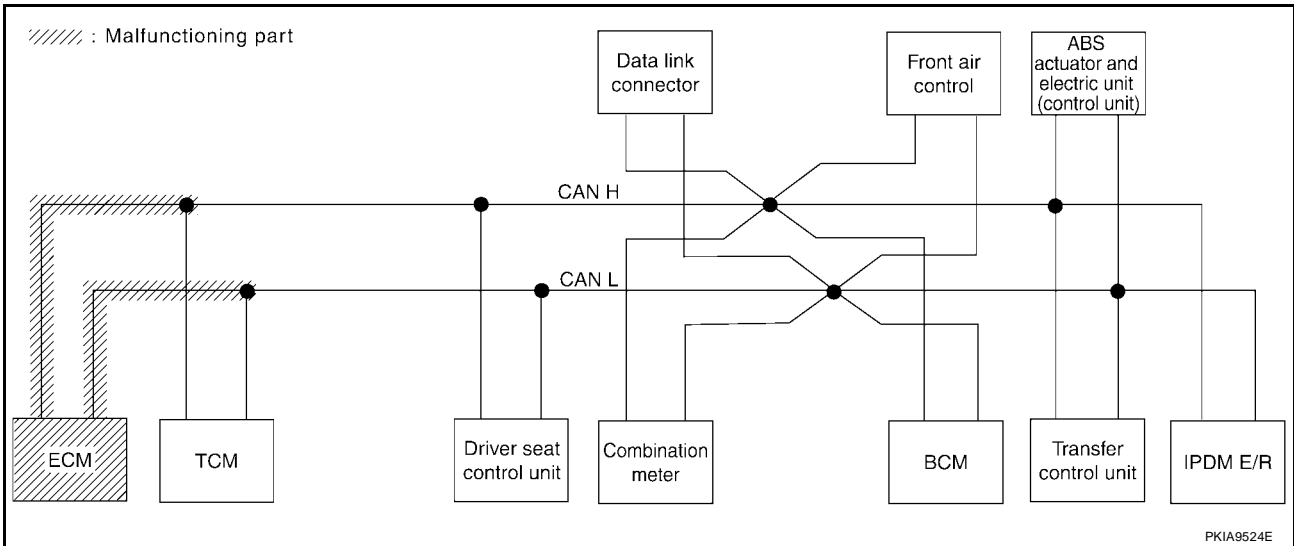 : Malfunctioning part
Data link
connector
Front air
control
ABS
actuator and
electric unit
(control unit)
CAN H
CAN L
ECM
TCM
Driver seat
control unit
Combination
meter
BCM
Transfer
control unit
IPDM E/R
PKIA9524E